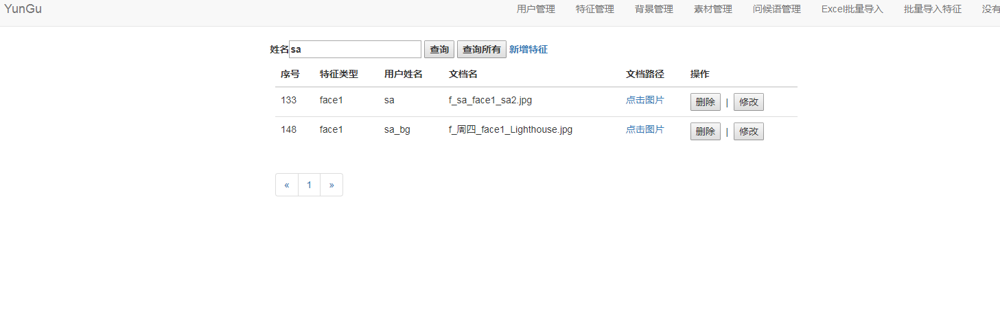 YunGu 用户管理 特征管理 背景管理 素材管理 问候语管理 Excel批量导入 批量导入特征 没有
姓名 sa 查询 查询所有 新增特征
序号 特征类型 用户姓名 文档名 文档路径 操作
133 face1 sa f_sa_face1_sa2.jpg 点击图片 删除 | 修改
148 face1 sa_bg f_周四_face1_Lighthouse.jpg 点击图片 删除 | 修改
« 1 »